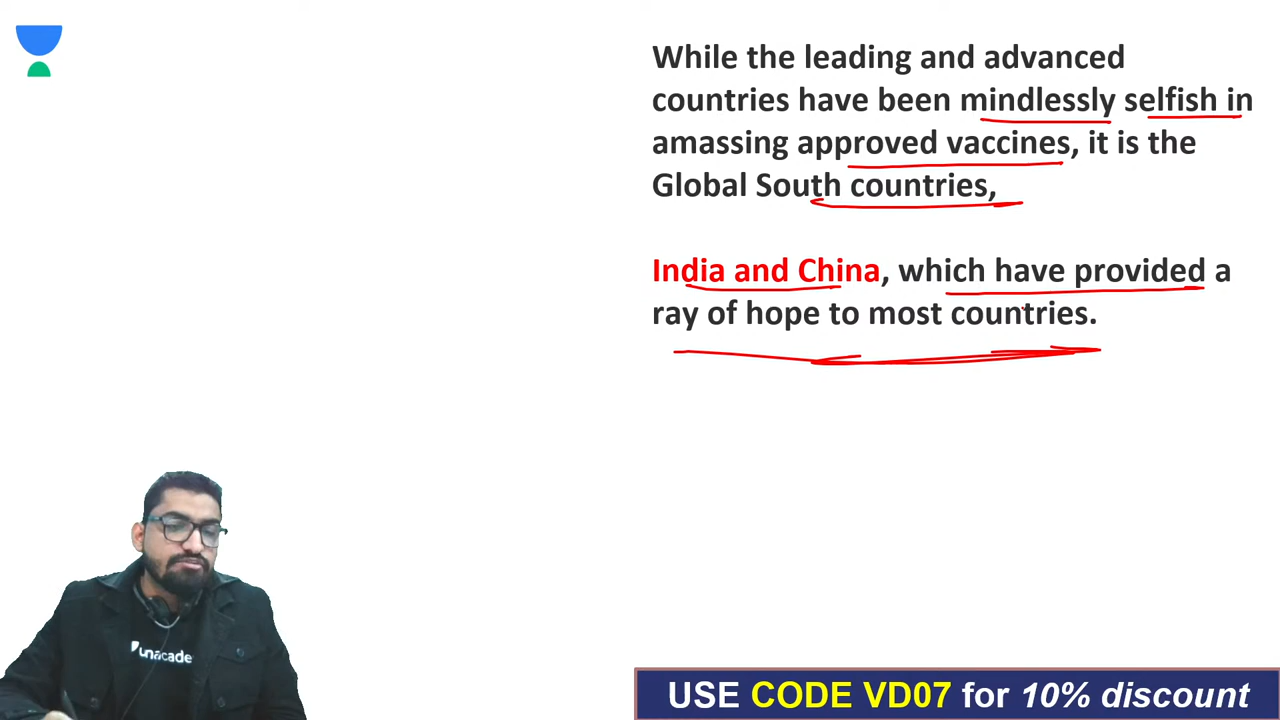 While the leading and advanced
countries have been mindlessly selfish in
amassing approved vaccines, it is the
Global South countries,
India and China, which have provided a
ray of hope to most countries.
unacade
USE CODE VD07 for 10% discount